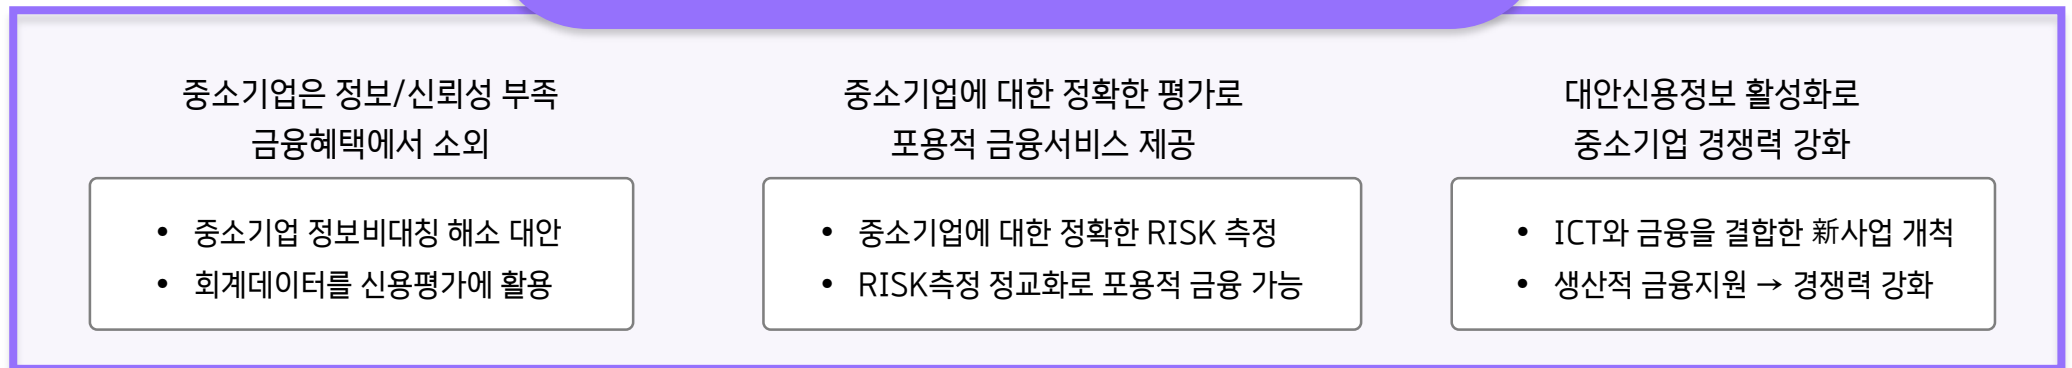 중소기업은 정보/신뢰성 부족
금융혜택에서 소외
• 중소기업 정보비대칭 해소 대안
• 회계데이터를 신용평가에 활용
중소기업에 대한 정확한 평가로
포용적 금융서비스 제공
• 중소기업에 대한 정확한 RISK 측정
• RISK측정 정교화로 포용적 금융 가능
대안신용정보 활성화로
중소기업 경쟁력 강화
• ICT와 금융을 결합한 新사업 개척
• 생산적 금융지원 → 경쟁력 강화